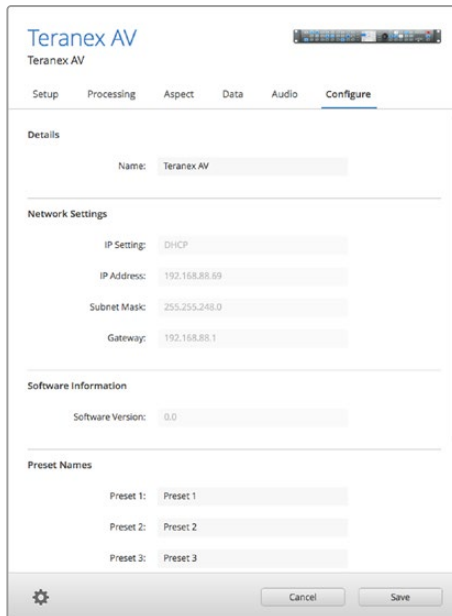 Teranex AV
Teranex AV
Setup Processing Aspect Data Audio Configure
Details
Name: Teranex AV
Network Settings
IP Setting: DHCP
IP Address: 192.168.88.69
Subnet Mask: 255.255.248.0
Gateway: 192.168.88.1
Software Information
Software Version: 0.0
Preset Names
Preset 1: Preset 1
Preset 2: Preset 2
Preset 3: Preset 3
Cancel Save